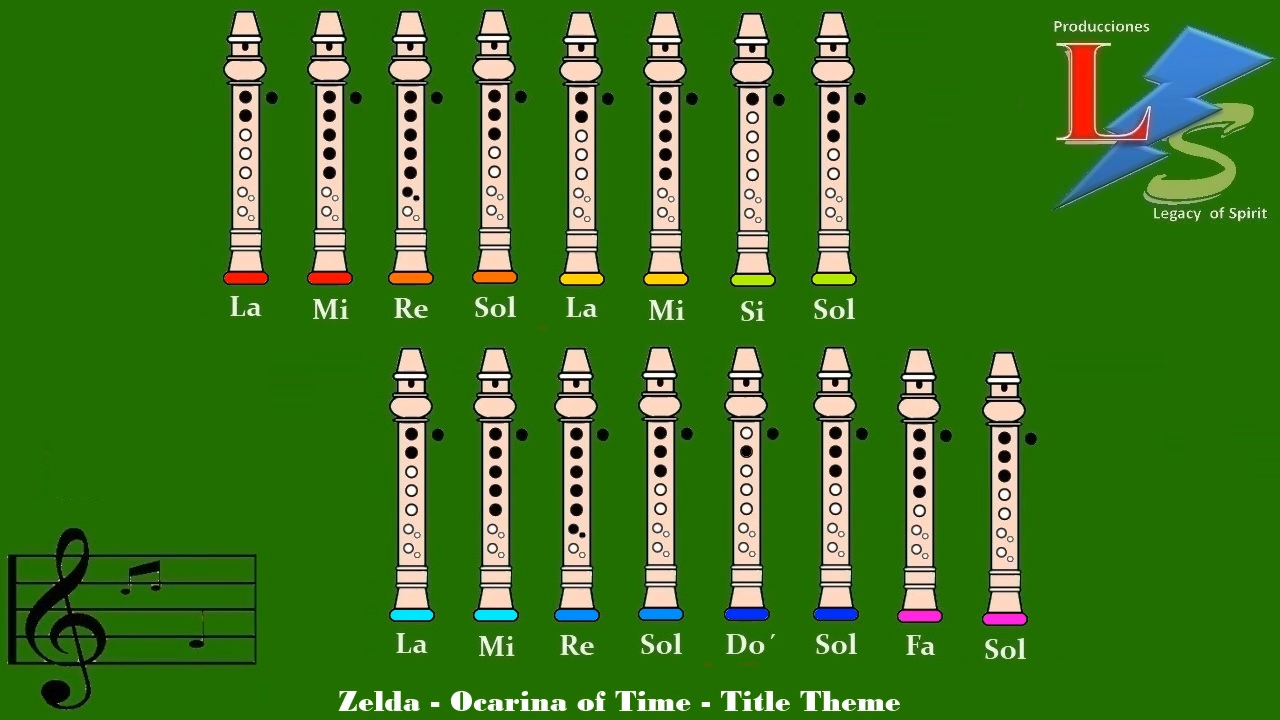 Producciones
L S
Legacy of Spirit
La Mi Re Sol La Mi Si Sol
La Mi Re Sol Do´ Sol Fa Sol
Zelda - Ocarina of Time - Title Theme